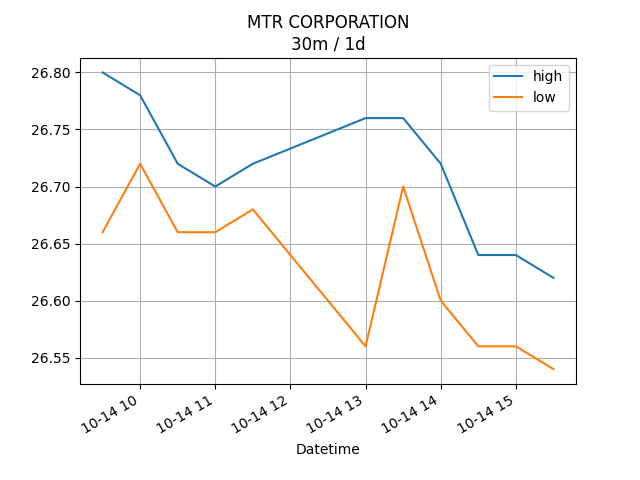 MTR CORPORATION
30m / 1d
high
low
26.80
26.75
26.70
26.65
26.60
26.55
10-14 10
10-14 11
10-14 12
10-14 13
10-14 14
10-14 15
Datetime